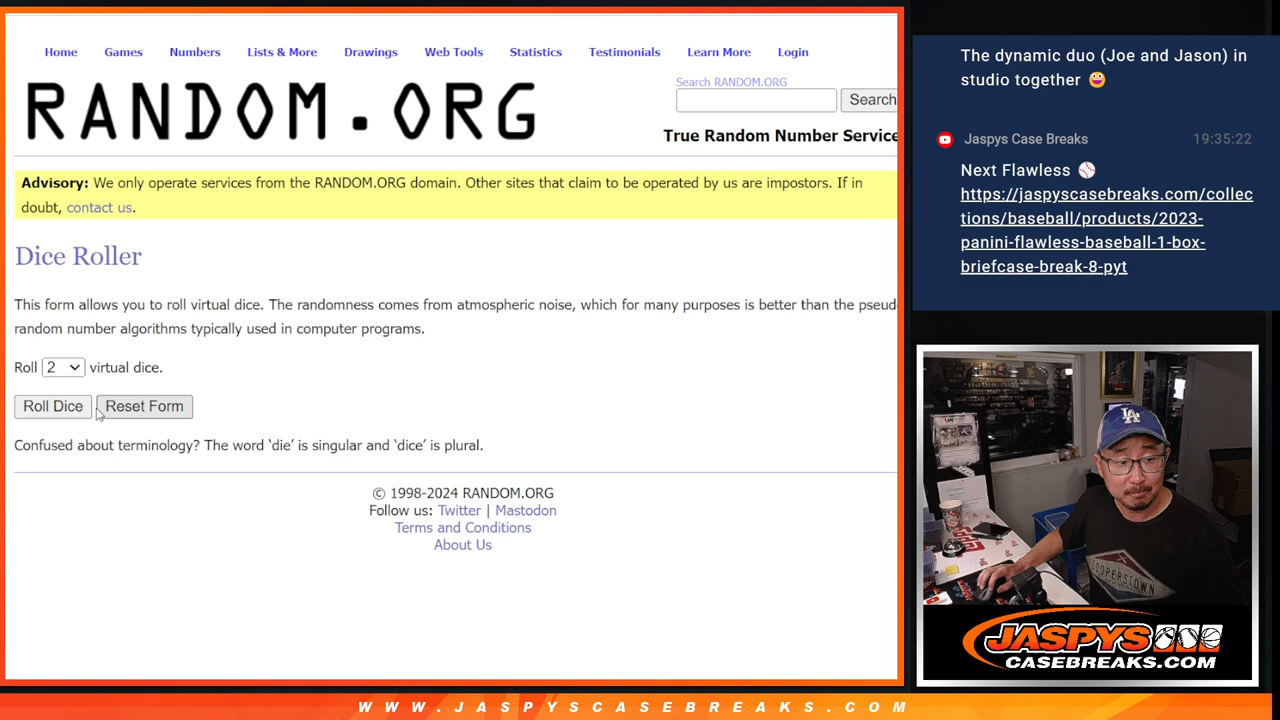 Home Games Numbers Lists & More Drawings Web Tools Statistics Testimonials Learn More Login
RANDOM.ORG
Search RANDOM.ORG
Search
True Random Number Service
Advisory: We only operate services from the RANDOM.ORG domain. Other sites that claim to be operated by us are impostors. If in
doubt, contact us.
Dice Roller
This form allows you to roll virtual dice. The randomness comes from atmospheric noise, which for many purposes is better than the pseudo
random number algorithms typically used in computer programs.
Roll 2 virtual dice.
Roll Dice Reset Form
Confused about terminology? The word ‘die’ is singular and ‘dice’ is plural.
© 1998-2024 RANDOM.ORG
Follow us: Twitter | Mastodon
Terms and Conditions
About Us
The dynamic duo (Joe and Jason) in
studio together
Jaspys Case Breaks 19:35:22
Next Flawless
https://jaspyscasebreaks.com/collec
tions/baseball/products/2023-
panini-flawless-baseball-1-box-
briefcase-break-8-pyt
LA
COOPERSTOWN
JASPYS
CASEBREAKS.COM
WWW.JASPYSCASEBREAKS.COM